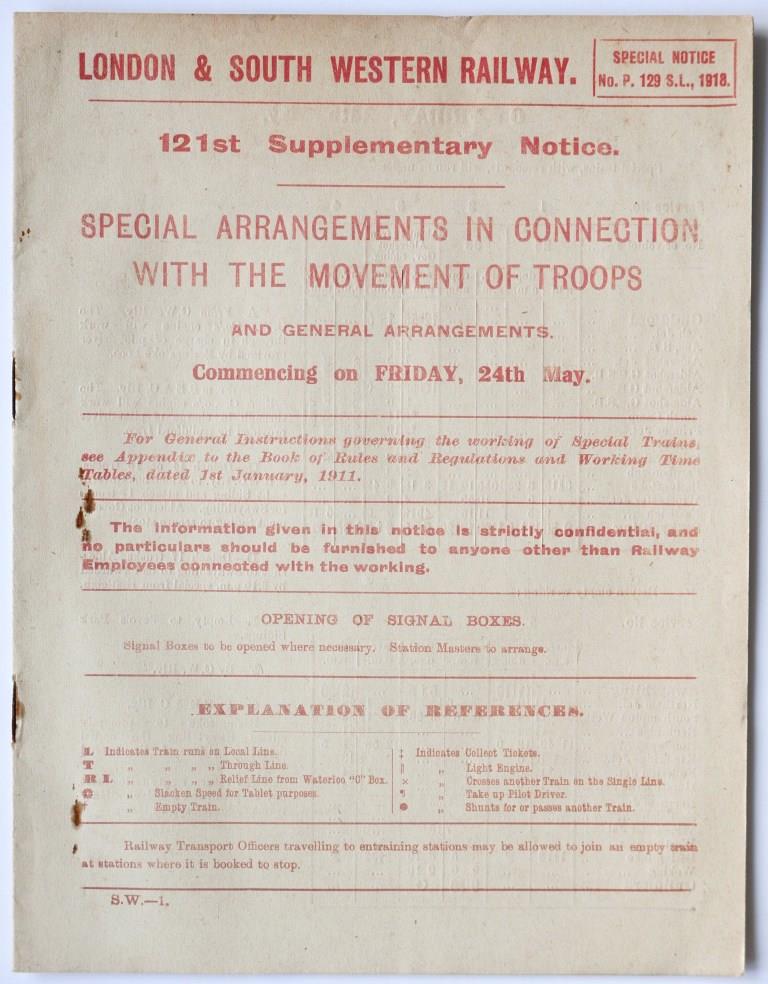 LONDON & SOUTH WESTERN RAILWAY.
SPECIAL NOTICE
No. P. 129 S.L., 1918.
121st Supplementary Notice.
SPECIAL ARRANGEMENTS IN CONNECTION
WITH THE MOVEMENT OF TROOPS
AND GENERAL ARRANGEMENTS.
Commencing on FRIDAY, 24th May.
For General Instructions governing the working of Special Trains,
see Appendix to the Book of Rules and Regulations and Working Time
Tables, dated 1st January, 1911.
The information given in this notice is strictly confidential, and
no particulars should be furnished to anyone other than Railway
Employees connected with the working.
OPENING OF SIGNAL BOXES.
Signal Boxes to be opened where necessary. Station Masters to arrange.
EXPLANATION OF REFERENCES.
L Indicates Train runs on Local Line.
T „ „ „ „ Through Line.
R L „ „ „ „ Relief Line from Waterloo "C" Box.
C „ Slacken Speed for Tablet purposes.
„ Empty Train.
‡ Indicates Collect Tickets.
‖ „ Light Engine.
× „ Crosses another Train on the Single Line.
¶ „ Take up Pilot Driver.
● „ Shunts for or passes another Train.
Railway Transport Officers travelling to entraining stations may be allowed to join an empty train
at stations where it is booked to stop.
S.W.—1.